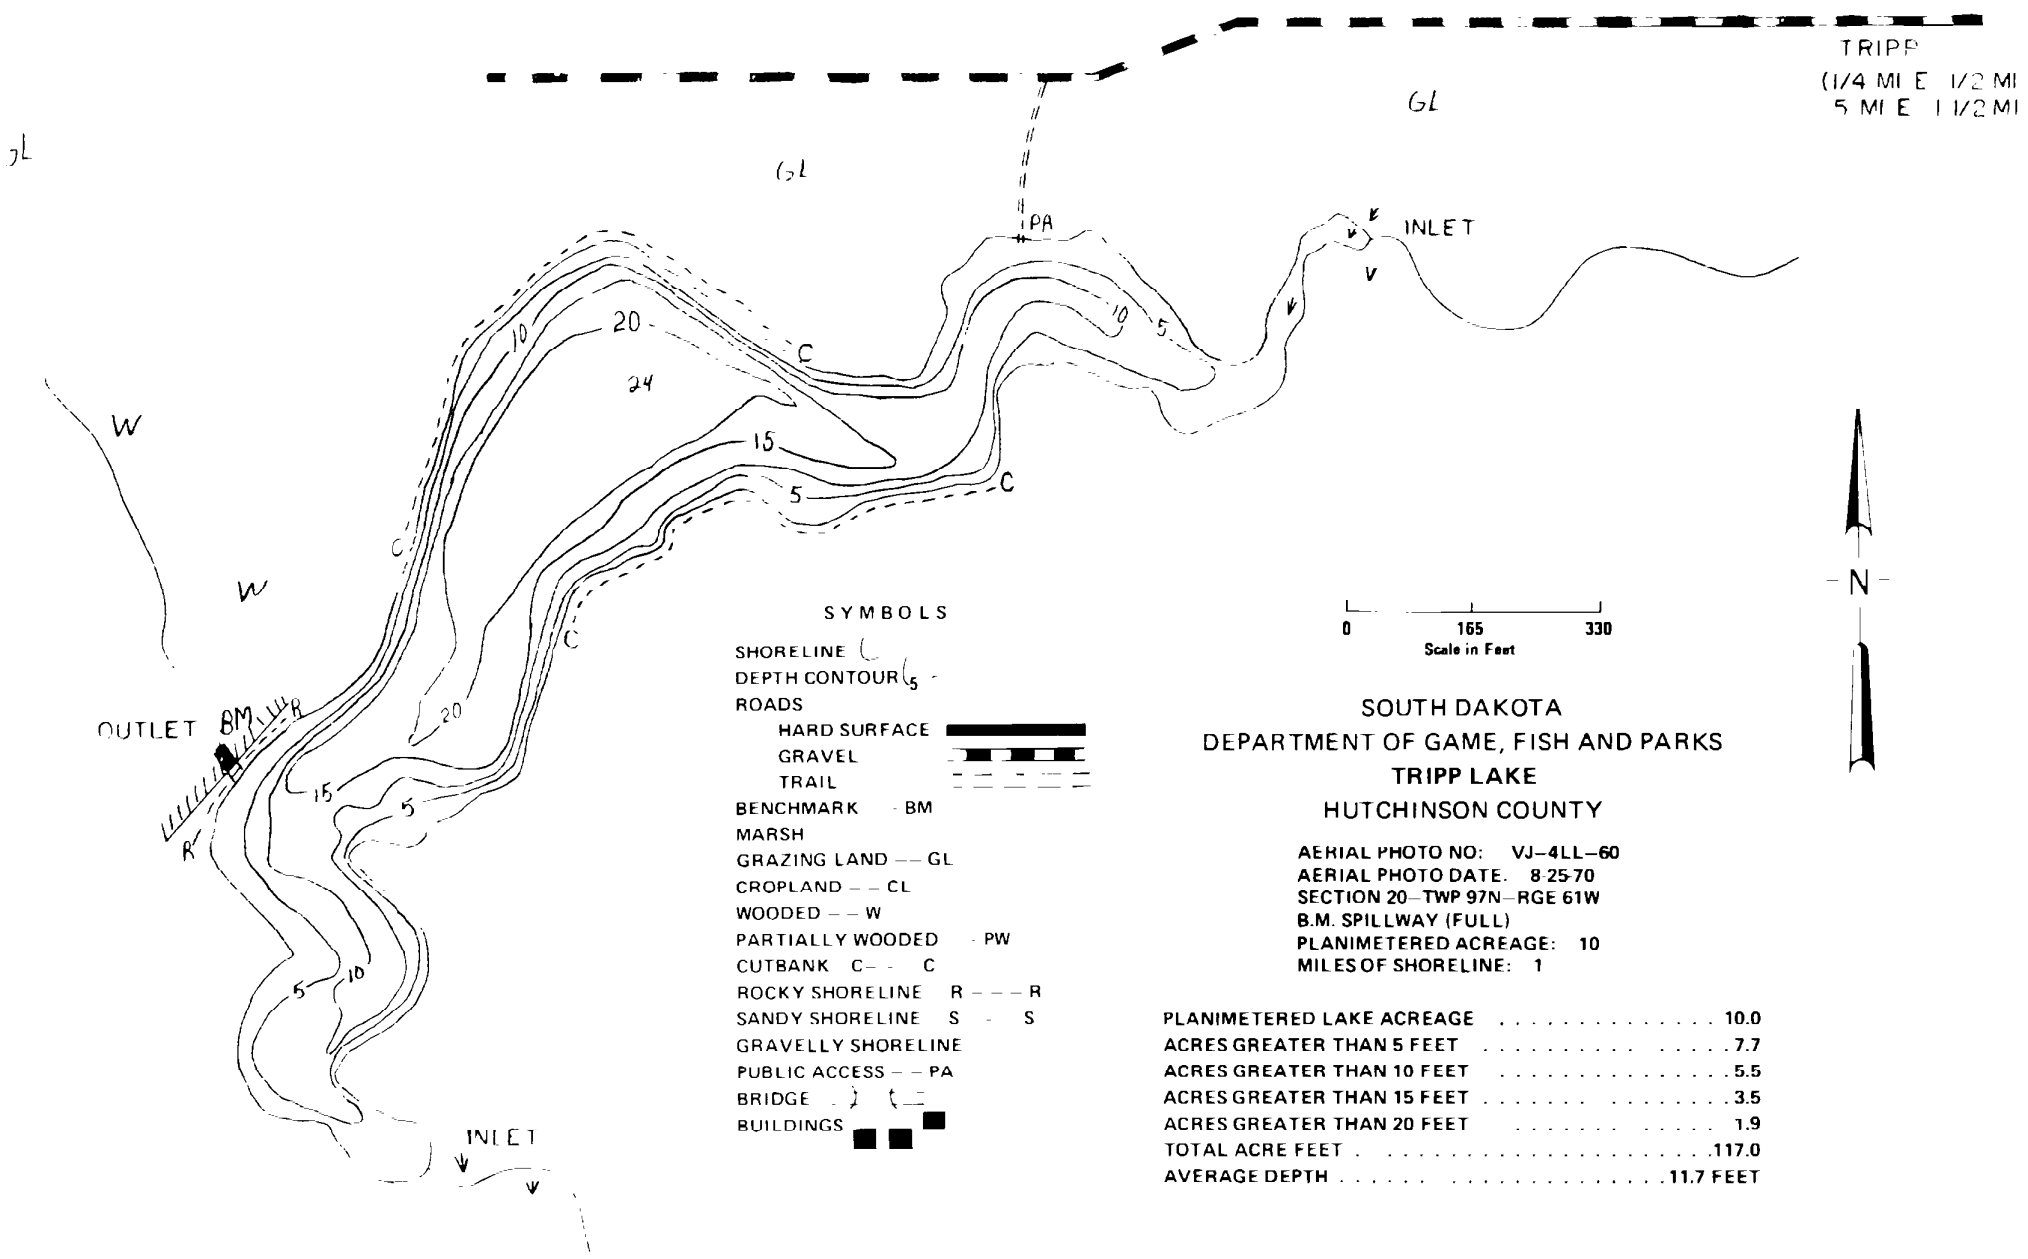 TRIPP
(1/4 MI E 1/2 MI
5 MI E 1 1/2 MI
GL
GL
PA
INLET
V
10
5
10
20
C
24
W
15
5
C
C
W
C
20
OUTLET
BM
R
15
5
R
10
5
INLET
SYMBOLS
SHORELINE
DEPTH CONTOUR 5
ROADS
HARD SURFACE
GRAVEL
TRAIL
BENCHMARK - BM
MARSH
GRAZING LAND -- GL
CROPLAND -- CL
WOODED -- W
PARTIALLY WOODED - PW
CUTBANK C-- C
ROCKY SHORELINE R --- R
SANDY SHORELINE S - S
GRAVELLY SHORELINE
PUBLIC ACCESS -- PA
BRIDGE
BUILDINGS
0 165 330
Scale in Feet
- N -
SOUTH DAKOTA
DEPARTMENT OF GAME, FISH AND PARKS
TRIPP LAKE
HUTCHINSON COUNTY
AERIAL PHOTO NO: VJ-4LL-60
AERIAL PHOTO DATE. 8-25-70
SECTION 20-TWP 97N-RGE 61W
B.M. SPILLWAY (FULL)
PLANIMETERED ACREAGE: 10
MILES OF SHORELINE: 1
PLANIMETERED LAKE ACREAGE . . . . . . . . . . . . . . 10.0
ACRES GREATER THAN 5 FEET . . . . . . . . . . . . . . 7.7
ACRES GREATER THAN 10 FEET . . . . . . . . . . . . . . 5.5
ACRES GREATER THAN 15 FEET . . . . . . . . . . . . . . 3.5
ACRES GREATER THAN 20 FEET . . . . . . . . . . . . . . 1.9
TOTAL ACRE FEET . . . . . . . . . . . . . . 117.0
AVERAGE DEPTH . . . . . . . . . . . . . . 11.7 FEET